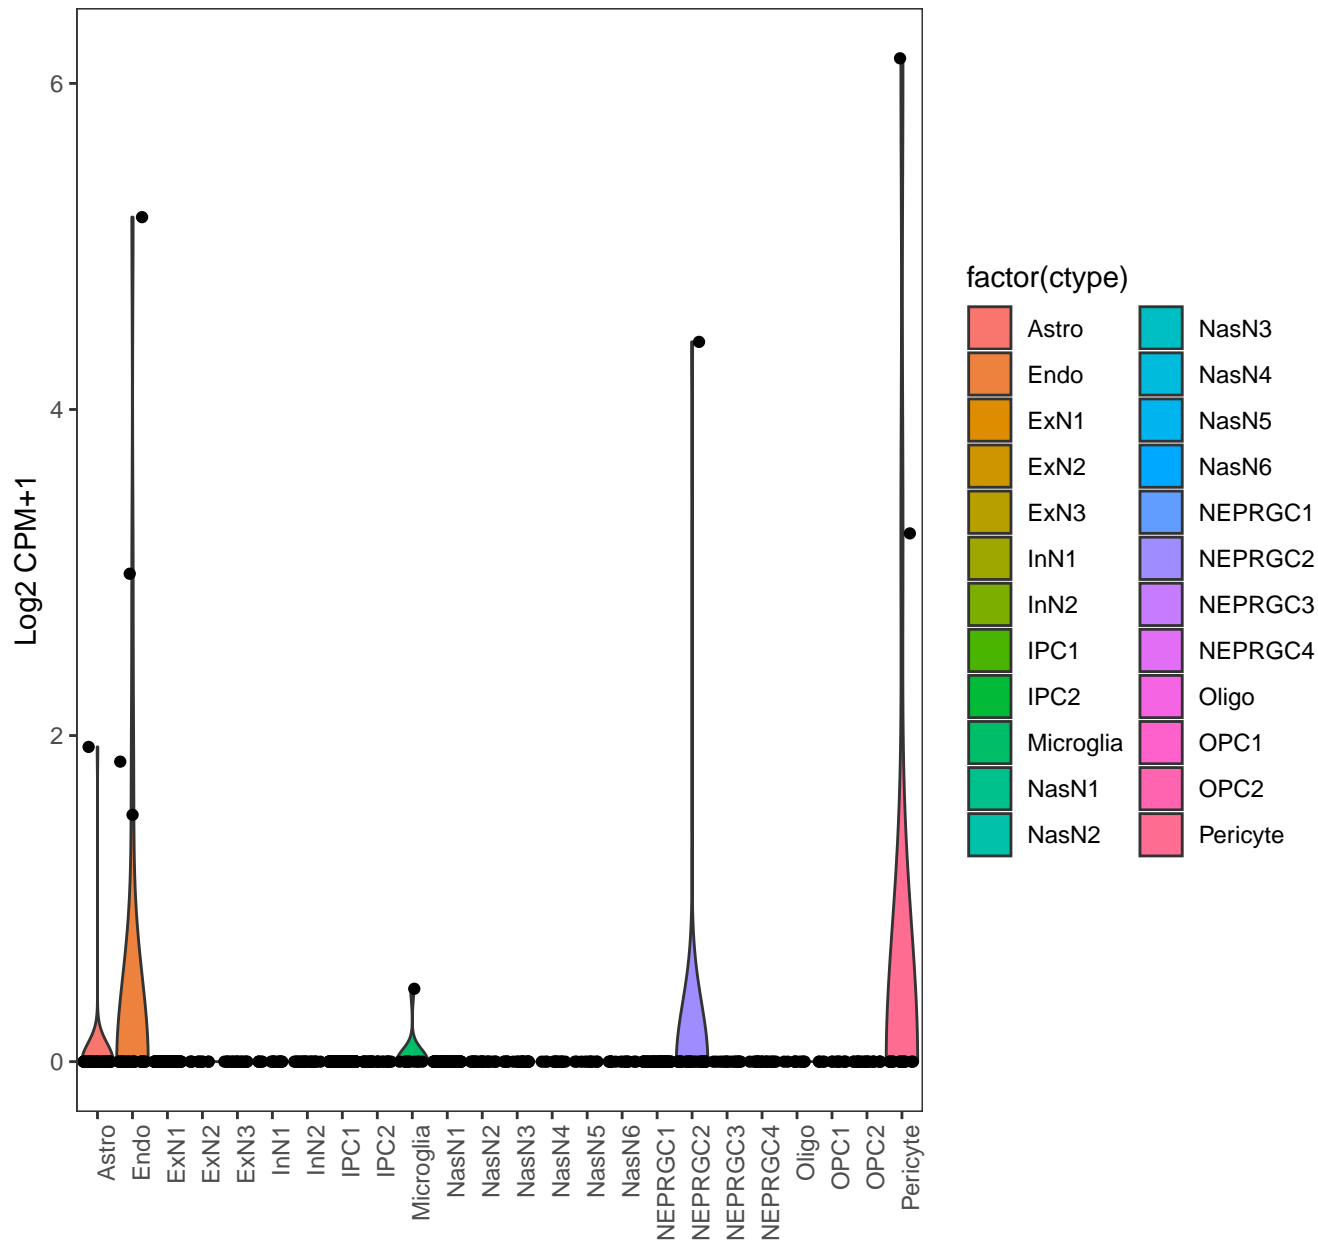 6
4
2
0
Log2 CPM+1
Astro
Endo
ExN1
ExN2
ExN3
InN1
InN2
IPC1
IPC2
Microglia
NasN1
NasN2
NasN3
NasN4
NasN5
NasN6
NEPRGC1
NEPRGC2
NEPRGC3
NEPRGC4
Oligo
OPC1
OPC2
Pericyte
factor(ctype)
Astro
Endo
ExN1
ExN2
ExN3
InN1
InN2
IPC1
IPC2
Microglia
NasN1
NasN2
NasN3
NasN4
NasN5
NasN6
NEPRGC1
NEPRGC2
NEPRGC3
NEPRGC4
Oligo
OPC1
OPC2
Pericyte